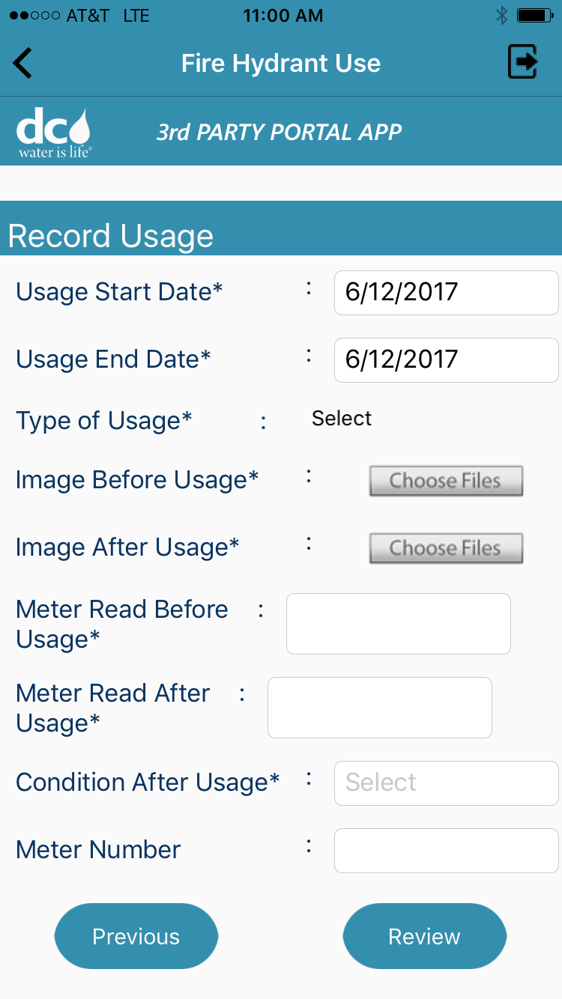 AT&T LTE 11:00 AM
Fire Hydrant Use
dc
water is life®
3rd PARTY PORTAL APP
Record Usage
Usage Start Date* : 6/12/2017
Usage End Date* : 6/12/2017
Type of Usage* : Select
Image Before Usage* : Choose Files
Image After Usage* : Choose Files
Meter Read Before :
Usage*
Meter Read After :
Usage*
Condition After Usage* : Select
Meter Number :
Previous Review